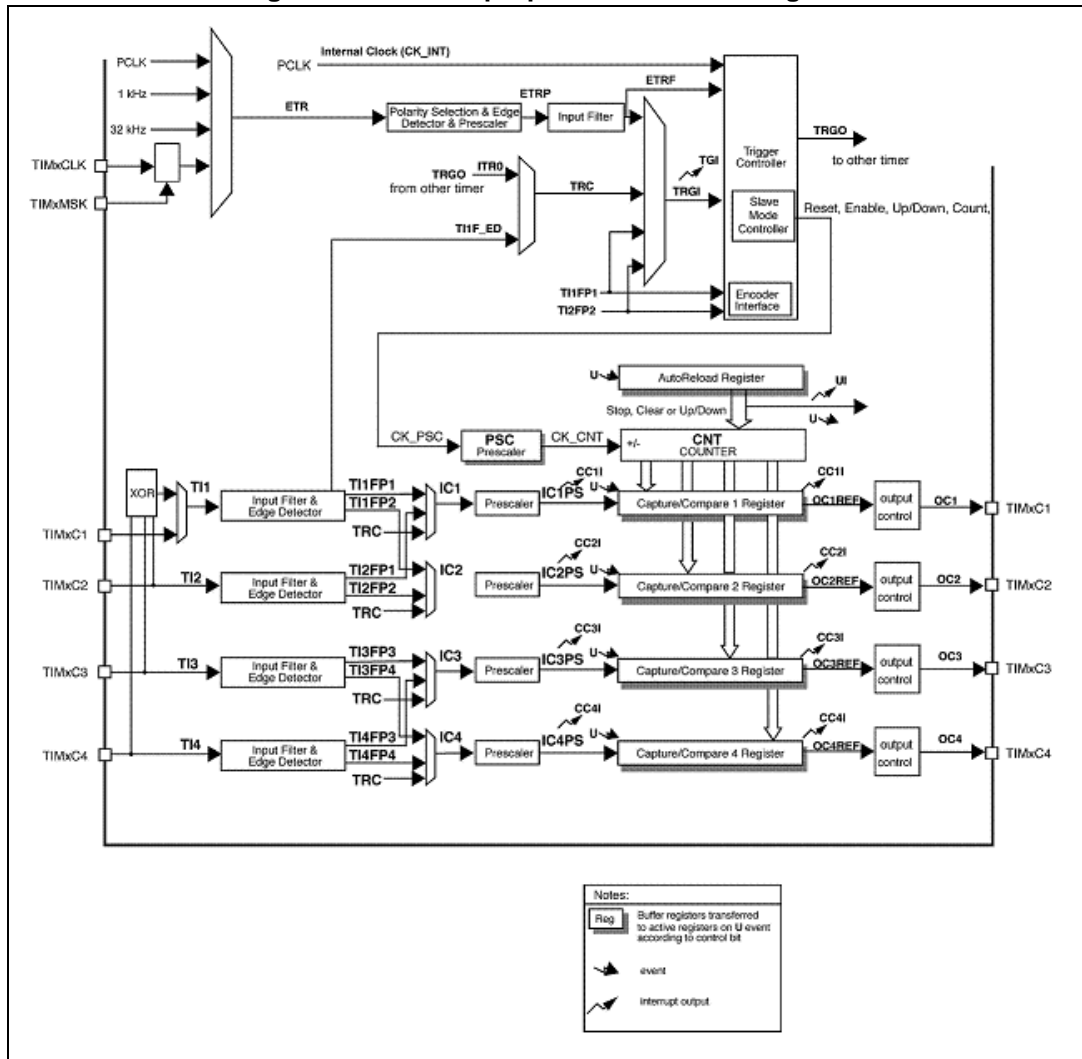 PCLK
1 kHz
32 kHz
TIMxCLK
TIMxMSK
ETR
Internal Clock (CK_INT)
PCLK
Polarity Selection & Edge
Detector & Prescaler
ETRP
Input Filter
ETRF
TRGO
from other timer
ITR0
TRC
TI1F_ED
TGI
TRGI
TI1FP1
TI2FP2
Trigger
Controller
Slave
Mode
Controller
Encoder
Interface
TRGO
to other timer
Reset, Enable, Up/Down, Count,
U
AutoReload Register
UI
U
Stop, Clear or Up/Down
CK_PSC
PSC
Prescaler
CK_CNT
+/-
CNT
COUNTER
XOR
TI1
Input Filter &
Edge Detector
TI1FP1
TI1FP2
TRC
IC1
Prescaler
IC1PS
CC1I
U
Capture/Compare 1 Register
CC1I
OC1REF
output
control
OC1
TIMxC1
TIMxC1
TIMxC2
TI2
Input Filter &
Edge Detector
TI2FP1
TI2FP2
TRC
IC2
Prescaler
IC2PS
CC2I
U
Capture/Compare 2 Register
CC2I
OC2REF
output
control
OC2
TIMxC2
TIMxC3
TI3
Input Filter &
Edge Detector
TI3FP3
TI3FP4
TRC
IC3
Prescaler
IC3PS
CC3I
U
Capture/Compare 3 Register
CC3I
OC3REF
output
control
OC3
TIMxC3
TIMxC4
TI4
Input Filter &
Edge Detector
TI4FP3
TI4FP4
TRC
IC4
Prescaler
IC4PS
CC4I
U
Capture/Compare 4 Register
CC4I
OC4REF
output
control
OC4
TIMxC4
Notes:
Reg
Buffer registers transferred
to active registers on U event
according to control bit
event
interrupt output